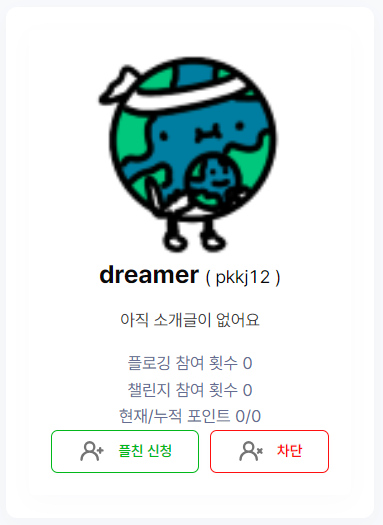 dreamer ( pkkj12 )
아직 소개글이 없어요
플로깅 참여 횟수 0
챌린지 참여 횟수 0
현재/누적 포인트 0/0
플친 신청 차단